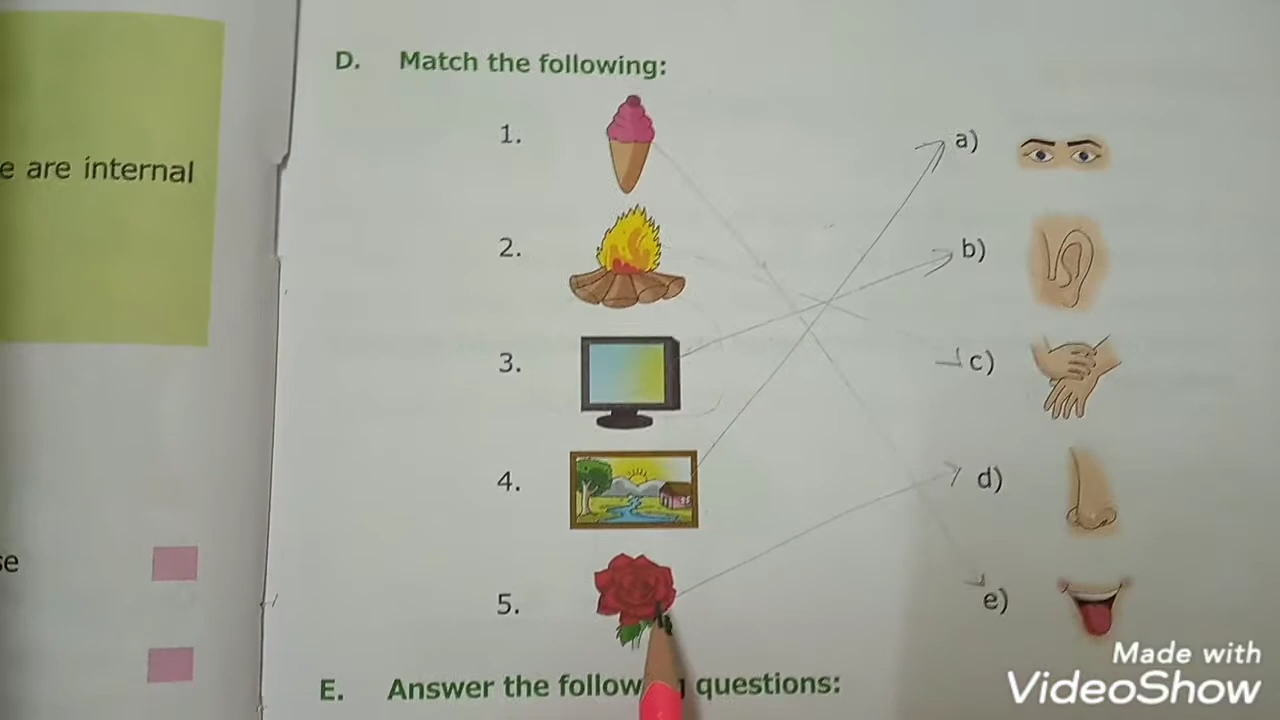 e are internal
se
D. Match the following:
1. a)
2. b)
3. c)
4. d)
5. e)
E. Answer the follow questions:
Made with
VideoShow